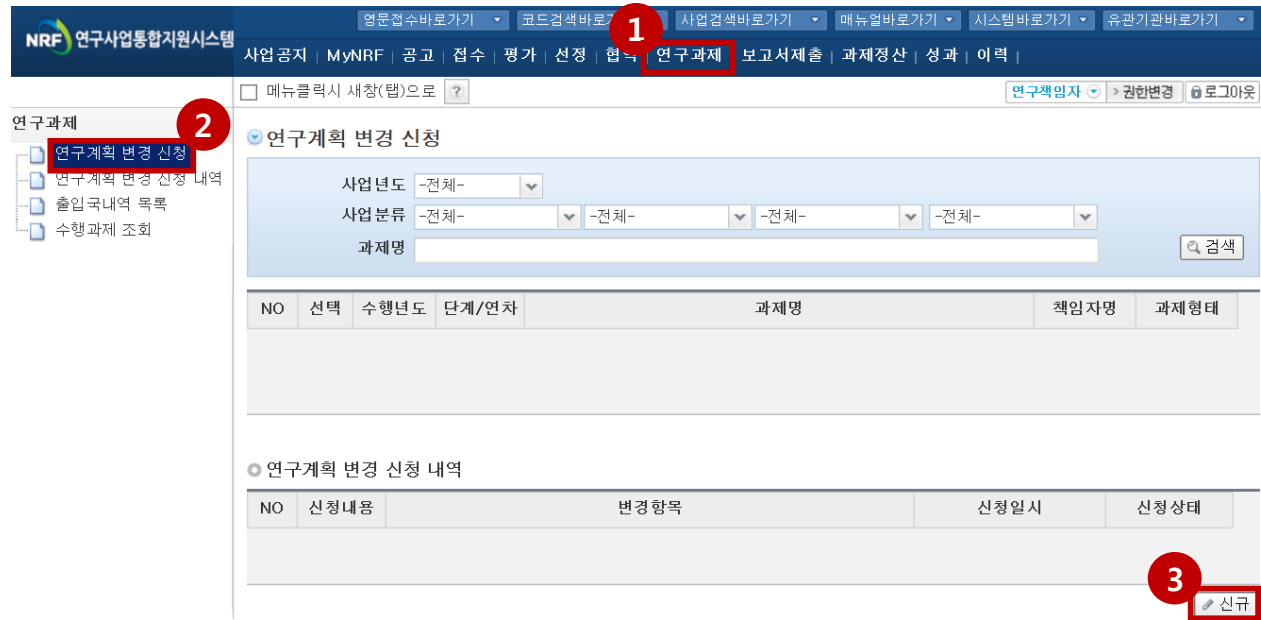 NRF 연구사업통합지원시스템
영문접수바로가기 코드검색바로가 사업검색바로가기 매뉴얼바로가기 시스템바로가기 유관기관바로가기
1
사업공지 | MyNRF | 공고 | 접수 | 평가 | 선정 | 협약 | 연구과제 | 보고서제출 | 과제정산 | 성과 | 이력 |
메뉴클릭시 새창(탭)으로 ?
연구책임자 > 권한변경 로그아웃
연구과제
2
연구계획 변경 신청
연구계획 변경 신청 내역
출입국내역 목록
수행과제 조회
연구계획 변경 신청
사업년도 -전체-
사업분류 -전체- -전체- -전체- -전체-
과제명 검색
NO 선택 수행년도 단계/연차 과제명 책임자명 과제형태
연구계획 변경 신청 내역
NO 신청내용 변경항목 신청일시 신청상태
3
신규